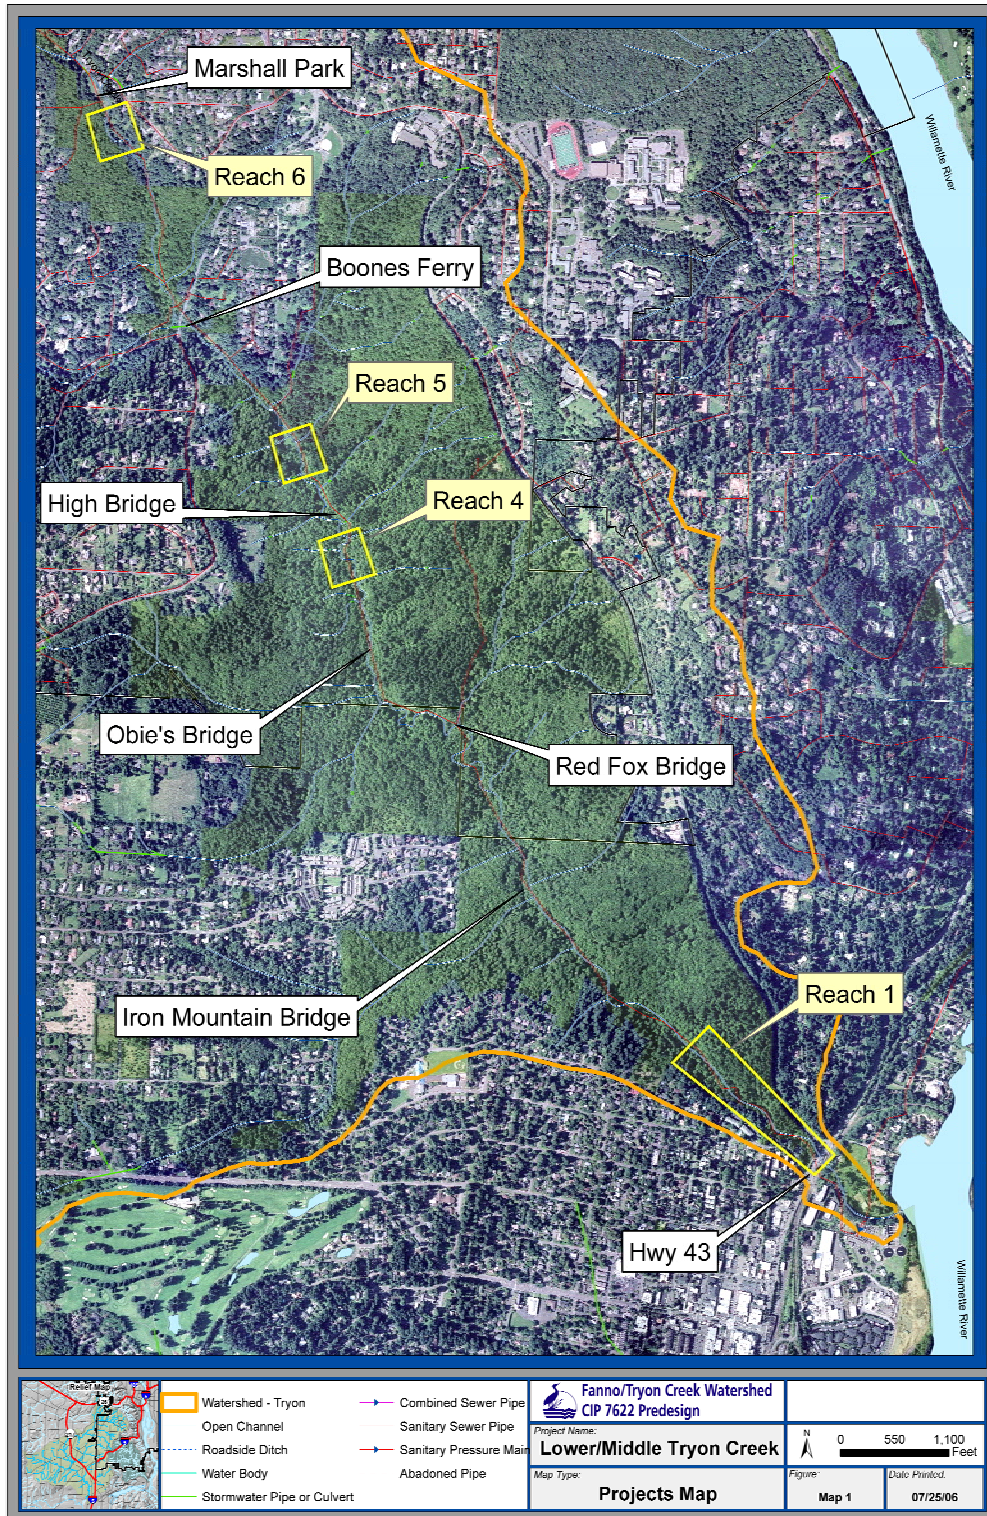 Marshall Park
Willamette River
Reach 6
Boones Ferry
Reach 5
High Bridge
Reach 4
Obie's Bridge
Red Fox Bridge
Reach 1
Iron Mountain Bridge
Hwy 43
Willamette River
Relief Map
Watershed - Tryon
Open Channel
Roadside Ditch
Water Body
Stormwater Pipe or Culvert
Combined Sewer Pipe
Sanitary Sewer Pipe
Sanitary Pressure Main
Abadoned Pipe
Fanno/Tryon Creek Watershed
CIP 7622 Predesign
Project Name:
Lower/Middle Tryon Creek
Map Type:
Projects Map
N
0 550 1,100
Feet
Figure:
Map 1
Date Printed:
07/25/06